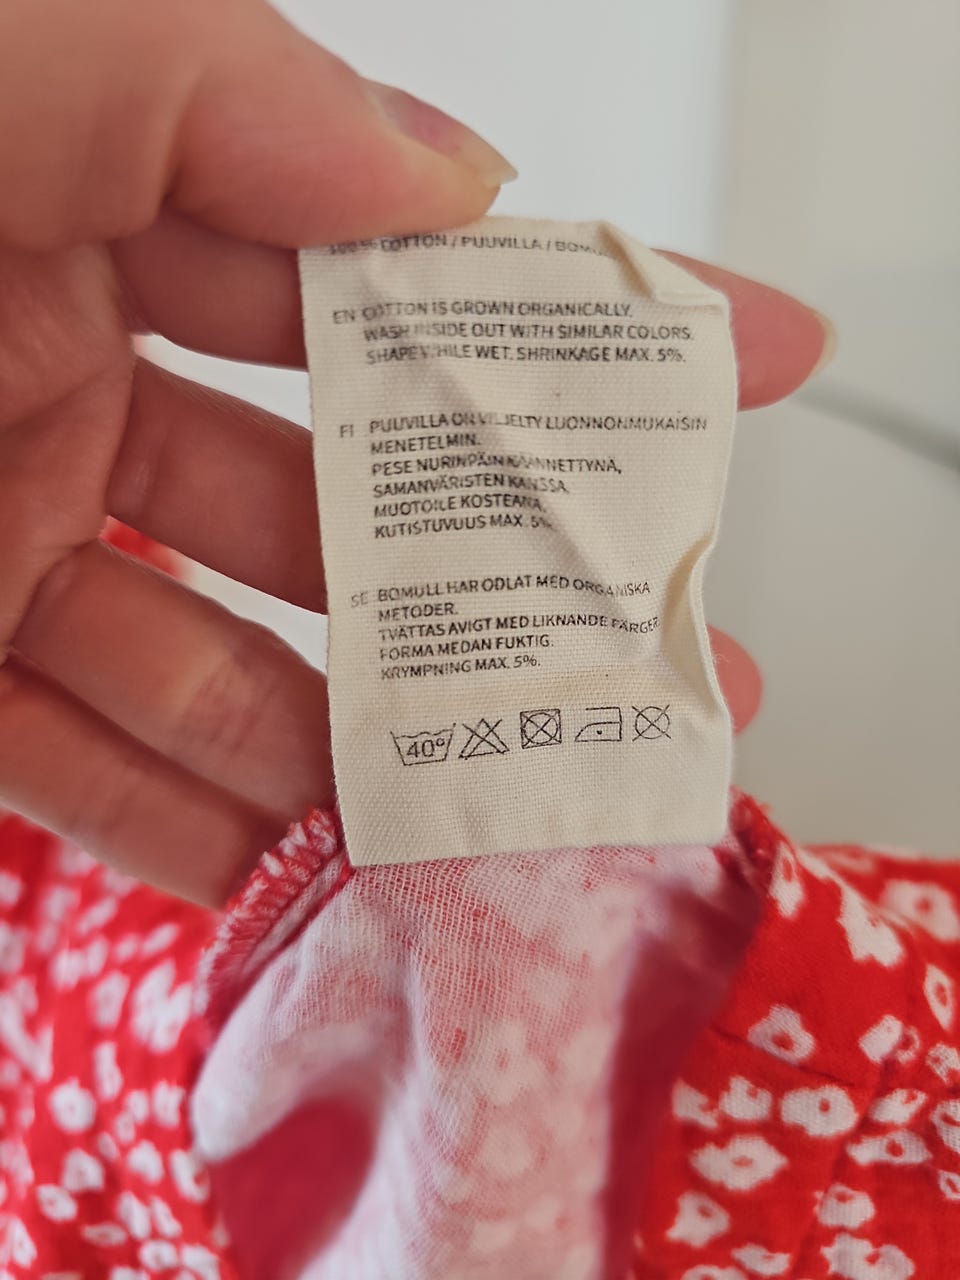 100 % COTTON / PUUVILLA /
EN COTTON IS GROWN ORGANICALLY.
WASH INSIDE OUT WITH SIMILAR COLORS.
SHAPE WHILE WET. SHRINKAGE MAX. 5%.
FI PUUVILLA ON VILJELTY LUONNONMUKAISIN
MENETELMIN.
PESE NURINPÄIN KÄÄNNETTYNÄ,
SAMANVÄRISTEN KANSSA.
MUOTOILE KOSTEANA.
KUTISTUVUUS MAX. 5%.
SE BOMULL HAR ODLAT MED ORGANISKA
METODER.
TVÄTTAS AVIGT MED LIKNANDE FÄRGER.
FORMA MEDAN FUKTIG.
KRYMPNING MAX. 5%.
40°